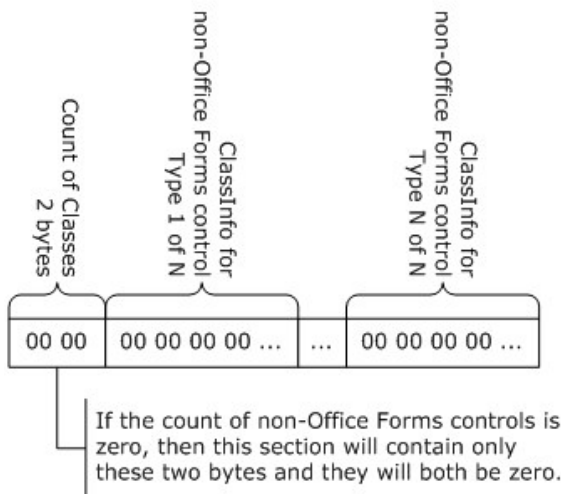 Count of Classes
2 bytes
ClassInfo for
non-Office Forms control
Type 1 of N
ClassInfo for
non-Office Forms control
Type N of N
00 00
00 00 00 00 ...
...
00 00 00 00 ...
If the count of non-Office Forms controls is
zero, then this section will contain only
these two bytes and they will both be zero.